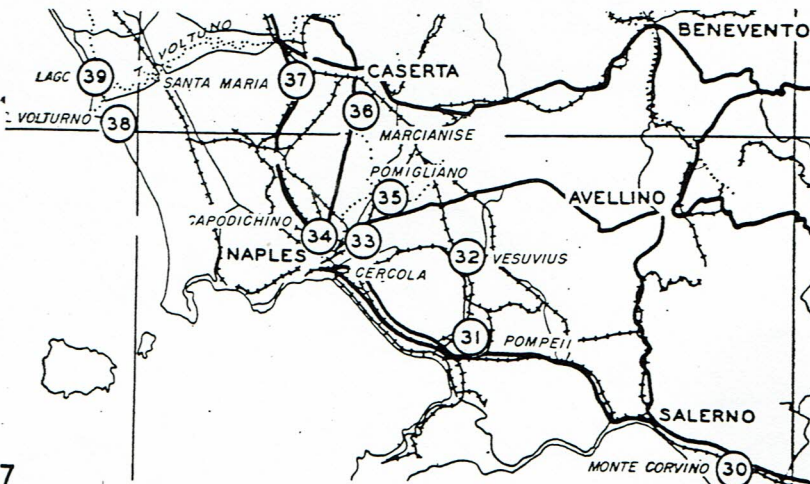 VOLTURNO
BENEVENTO
LAGC 39
SANTA MARIA 37
CASERTA
VOLTURNO 38
36
MARCIANISE
POMIGLIANO
35
AVELLINO
CAPODICHINO
34
33
NAPLES
32 VESUVIUS
CERCOLA
31
POMPEII
SALERNO
MONTE CORVINO 30
7